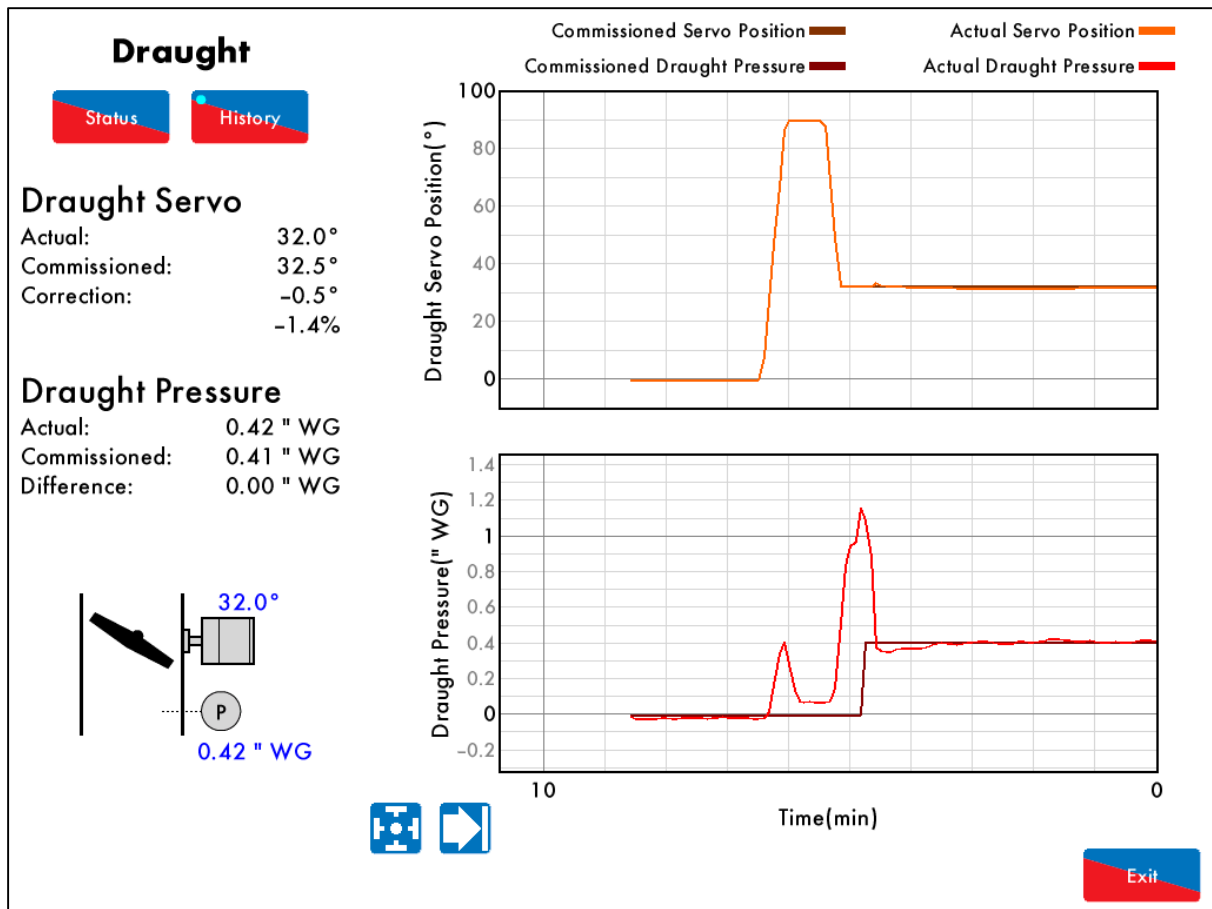 Draught
Status
History
Draught Servo
Actual: 32.0°
Commissioned: 32.5°
Correction: –0.5°
–1.4%
Draught Pressure
Actual: 0.42 " WG
Commissioned: 0.41 " WG
Difference: 0.00 " WG
32.0°
P
0.42 " WG
Commissioned Servo Position
Actual Servo Position
Commissioned Draught Pressure
Actual Draught Pressure
Draught Servo Position(°)
100
80
60
40
20
0
Draught Pressure(" WG)
1.4
1.2
1
0.8
0.6
0.4
0.2
0
–0.2
10
0
Time(min)
Exit